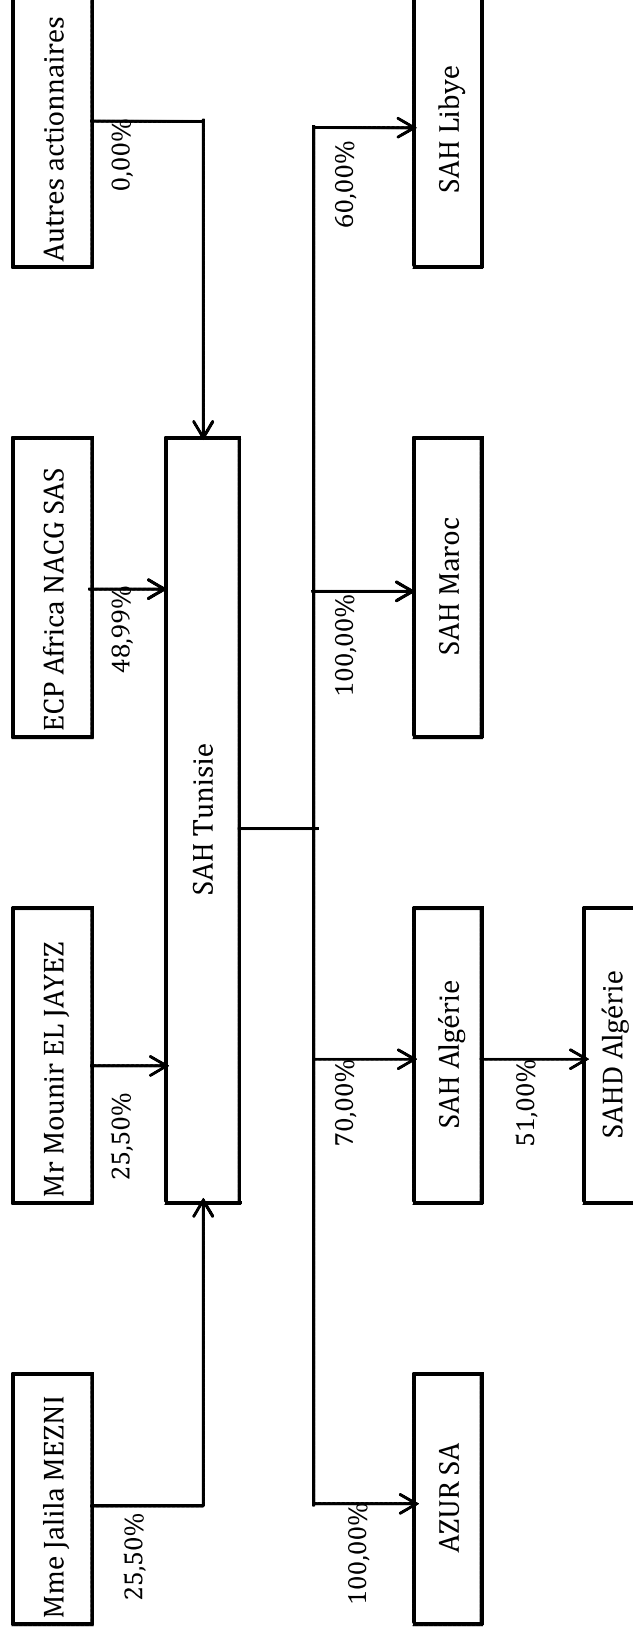 Mme Jalila MEZNI
Mr Mounir EL JAYEZ
ECP Africa NACG SAS
Autres actionnaires
25,50%
25,50%
48,99%
0,00%
SAH Tunisie
100,00%
70,00%
100,00%
60,00%
AZUR SA
SAH Algérie
SAH Maroc
SAH Libye
51,00%
SAHD Algérie